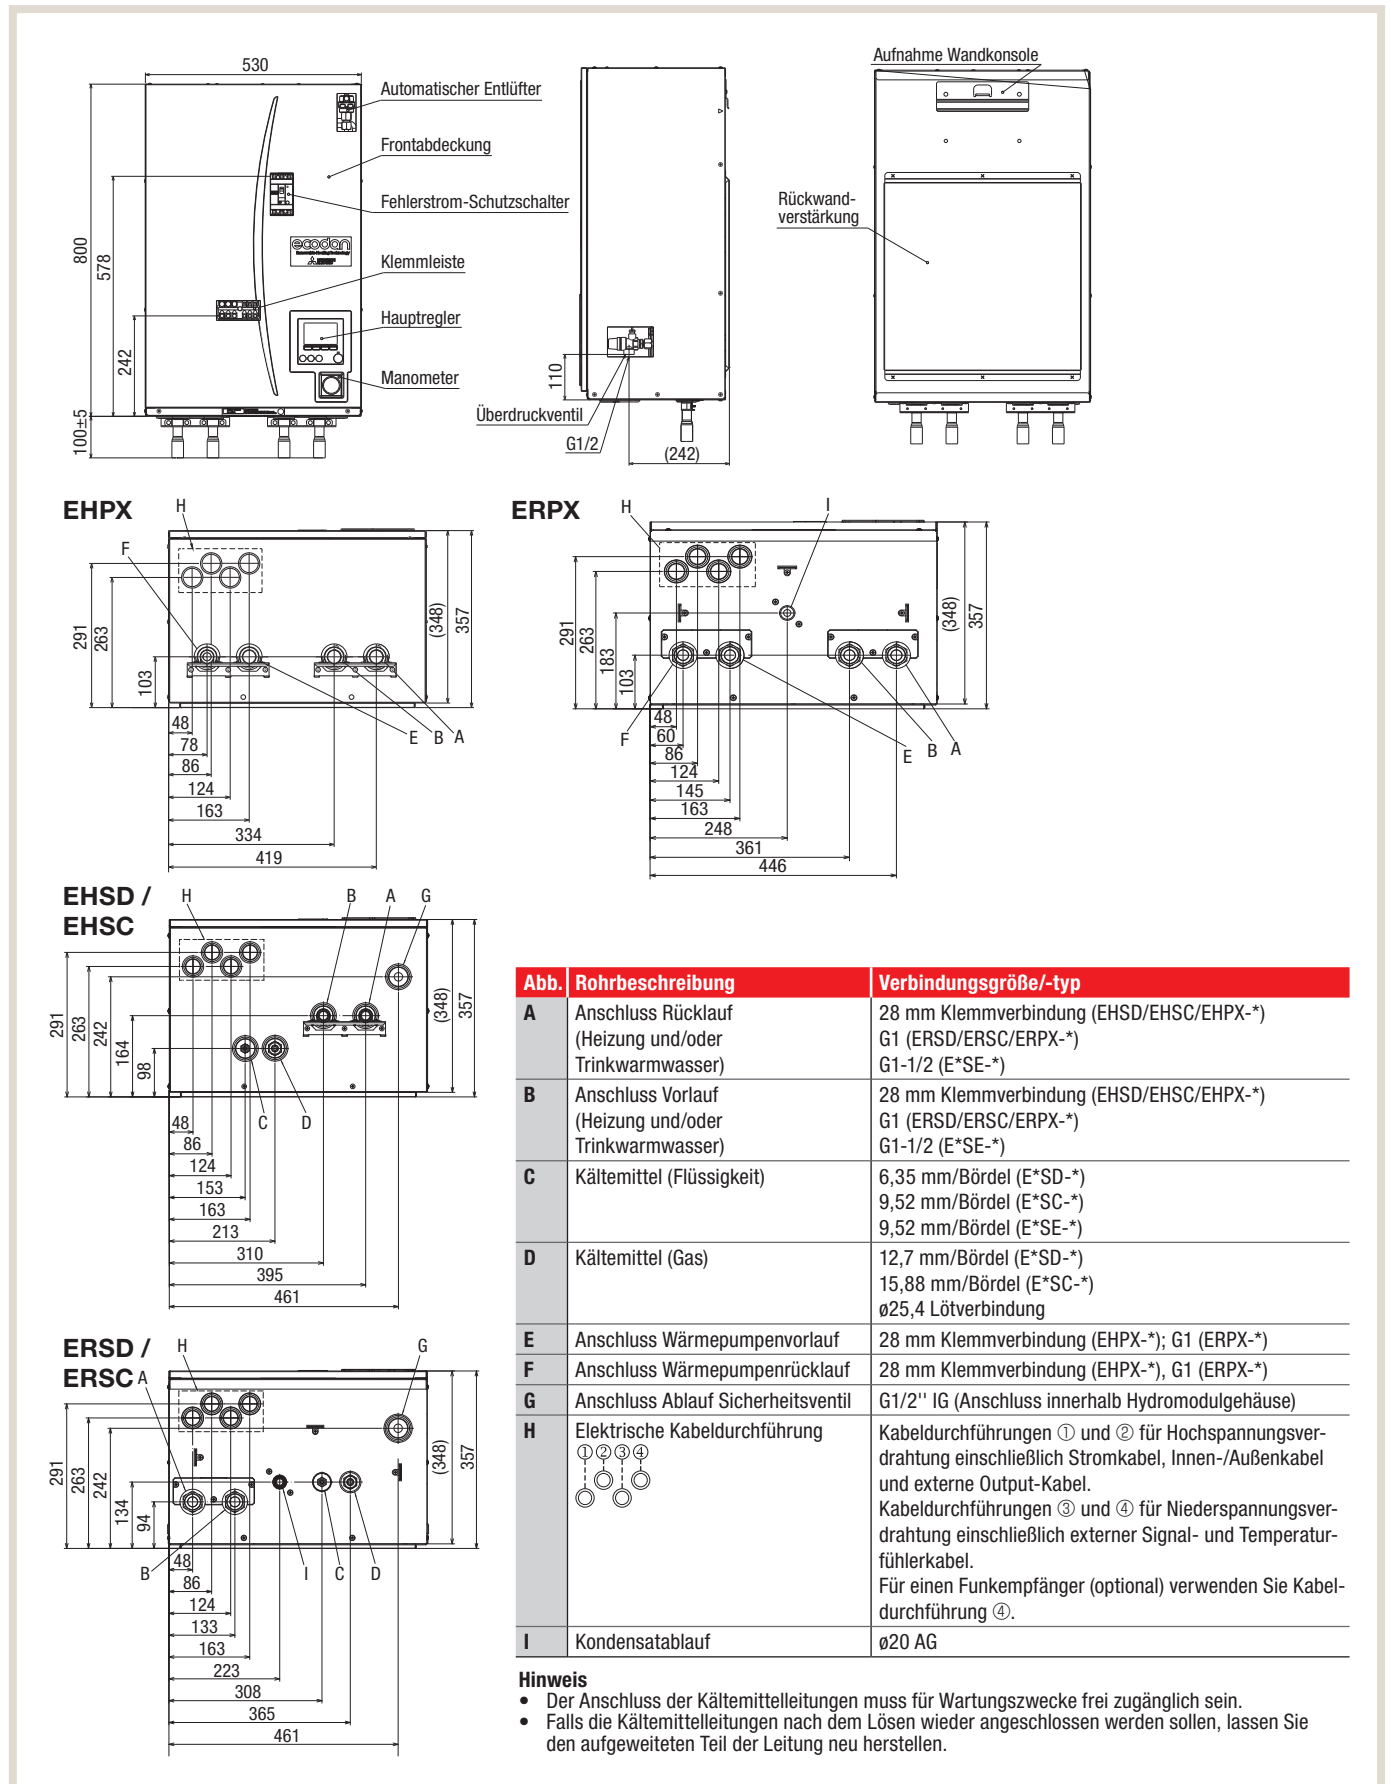 530
Automatischer Entlüfter
Frontabdeckung
Fehlerstrom-Schutzschalter
ecodan
Klemmleiste
Hauptregler
Manometer
800
578
242
100±5
110
Überdruckventil
G1/2
(242)
Aufnahme Wandkonsole
Rückwand-
verstärkung
EHPX
H
F
291
263
103
(348)
357
48
78
86
124
163
334
419
E
B
A
ERPX
H
I
291
263
183
103
(348)
357
F
E
B
A
48
60
86
124
145
163
248
361
446
EHSD /
EHSC
H
B
A
G
291
263
242
164
98
(348)
357
C
D
48
86
124
153
163
213
310
395
461
ERSD /
ERSC
H
A
G
291
263
242
134
94
(348)
357
B
I
C
D
48
86
124
133
163
223
308
365
461
Abb. Rohrbeschreibung Verbindungsgröße/-typ
A Anschluss Rücklauf 28 mm Klemmverbindung (EHSD/EHSC/EHPX-*)
(Heizung und/oder G1 (ERSD/ERSC/ERPX-*)
Trinkwarmwasser) G1-1/2 (E*SE-*)
B Anschluss Vorlauf 28 mm Klemmverbindung (EHSD/EHSC/EHPX-*)
(Heizung und/oder G1 (ERSD/ERSC/ERPX-*)
Trinkwarmwasser) G1-1/2 (E*SE-*)
C Kältemittel (Flüssigkeit) 6,35 mm/Bördel (E*SD-*)
9,52 mm/Bördel (E*SC-*)
9,52 mm/Bördel (E*SE-*)
D Kältemittel (Gas) 12,7 mm/Bördel (E*SD-*)
15,88 mm/Bördel (E*SC-*)
ø25,4 Lötverbindung
E Anschluss Wärmepumpenvorlauf 28 mm Klemmverbindung (EHPX-*); G1 (ERPX-*)
F Anschluss Wärmepumpenrücklauf 28 mm Klemmverbindung (EHPX-*), G1 (ERPX-*)
G Anschluss Ablauf Sicherheitsventil G1/2'' IG (Anschluss innerhalb Hydromodulgehäuse)
H Elektrische Kabeldurchführung Kabeldurchführungen ① und ② für Hochspannungsver-
①②③④ drahtung einschließlich Stromkabel, Innen-/Außenkabel
und externe Output-Kabel.
Kabeldurchführungen ③ und ④ für Niederspannungsver-
drahtung einschließlich externer Signal- und Temperatur-
fühlerkabel.
Für einen Funkempfänger (optional) verwenden Sie Kabel-
durchführung ④.
I Kondensatablauf ø20 AG
Hinweis
• Der Anschluss der Kältemittelleitungen muss für Wartungszwecke frei zugänglich sein.
• Falls die Kältemittelleitungen nach dem Lösen wieder angeschlossen werden sollen, lassen Sie
den aufgeweiteten Teil der Leitung neu herstellen.